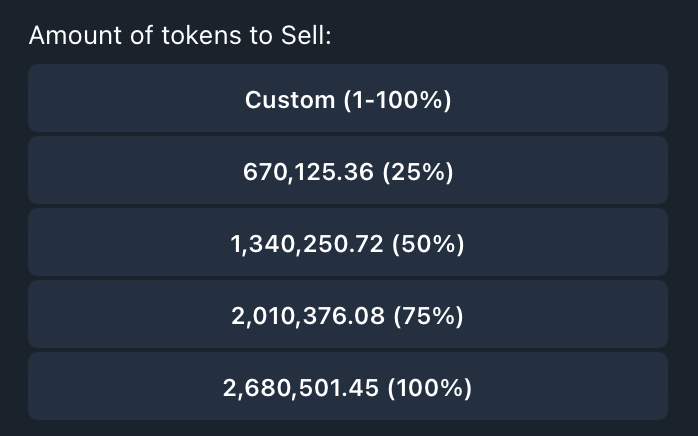 Amount of tokens to Sell:
Custom (1-100%)
670,125.36 (25%)
1,340,250.72 (50%)
2,010,376.08 (75%)
2,680,501.45 (100%)